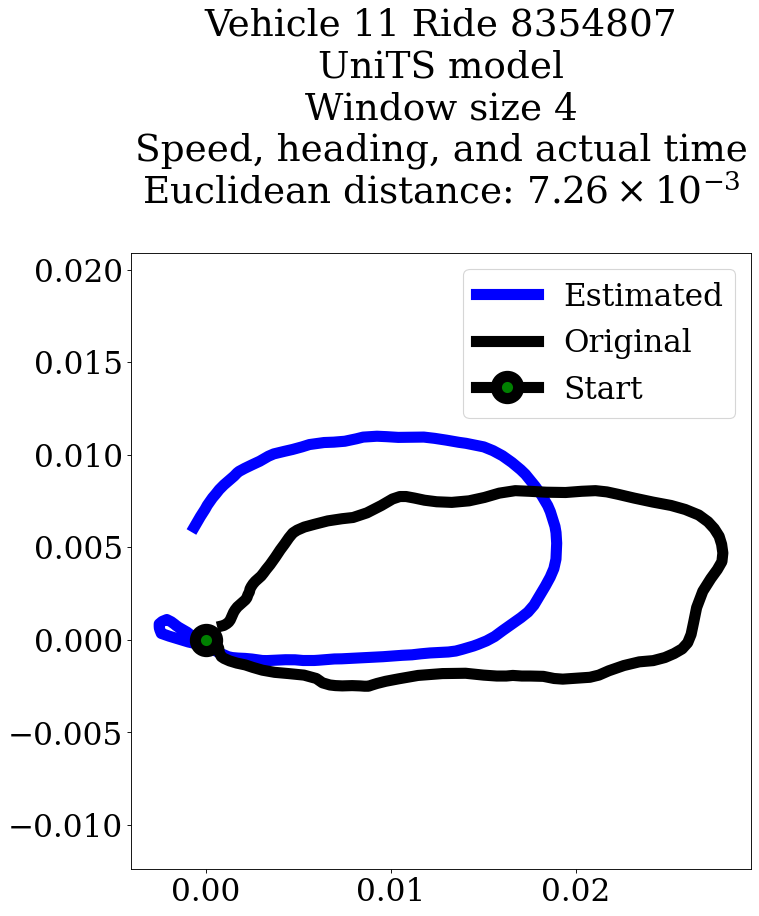 Vehicle 11 Ride 8354807
UniTS model
Window size 4
Speed, heading, and actual time
Euclidean distance: 7.26 × 10⁻³
0.020
Estimated
0.015
Original
Start
0.010
0.005
0.000
−0.005
−0.010
0.00 0.01 0.02